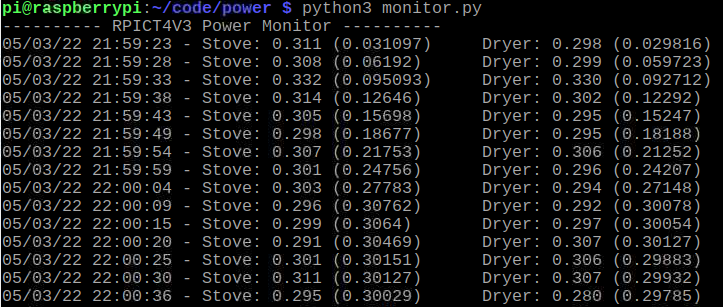 pi@raspberrypi:~/code/power $ python3 monitor.py
---------- RPICT4V3 Power Monitor ----------
05/03/22 21:59:23 - Stove: 0.311 (0.031097) Dryer: 0.298 (0.029816)
05/03/22 21:59:28 - Stove: 0.308 (0.06192) Dryer: 0.299 (0.059723)
05/03/22 21:59:33 - Stove: 0.332 (0.095093) Dryer: 0.330 (0.092712)
05/03/22 21:59:38 - Stove: 0.314 (0.12646) Dryer: 0.302 (0.12292)
05/03/22 21:59:43 - Stove: 0.305 (0.15698) Dryer: 0.295 (0.15247)
05/03/22 21:59:49 - Stove: 0.298 (0.18677) Dryer: 0.295 (0.18188)
05/03/22 21:59:54 - Stove: 0.307 (0.21753) Dryer: 0.306 (0.21252)
05/03/22 21:59:59 - Stove: 0.301 (0.24756) Dryer: 0.296 (0.24207)
05/03/22 22:00:04 - Stove: 0.303 (0.27783) Dryer: 0.294 (0.27148)
05/03/22 22:00:09 - Stove: 0.296 (0.30762) Dryer: 0.292 (0.30078)
05/03/22 22:00:15 - Stove: 0.299 (0.3064) Dryer: 0.297 (0.30054)
05/03/22 22:00:20 - Stove: 0.291 (0.30469) Dryer: 0.307 (0.30127)
05/03/22 22:00:25 - Stove: 0.301 (0.30151) Dryer: 0.306 (0.29883)
05/03/22 22:00:30 - Stove: 0.311 (0.30127) Dryer: 0.307 (0.29932)
05/03/22 22:00:36 - Stove: 0.295 (0.30029) Dryer: 0.280 (0.29785)